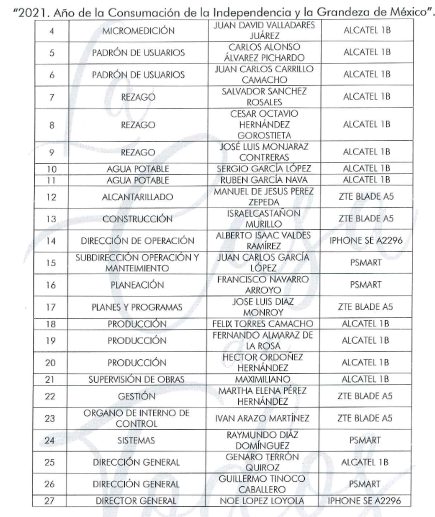 "2021. Año de la Consumación de la Independencia y la Grandeza de México".
4 MICROMEDICIÓN JUAN DAVID VALLADARES JUÁREZ ALCATEL 1B
5 PADRÓN DE USUARIOS CARLOS ALONSO ÁLVAREZ PICHARDO ALCATEL 1B
6 PADRÓN DE USUARIOS JUAN CARLOS CARRILLO CAMACHO ALCATEL 1B
7 REZAGO SALVADOR SANCHEZ ROSALES ALCATEL 1B
8 REZAGO CESAR OCTAVIO HERNÁNDEZ GOROSTIETA ALCATEL 1B
9 REZAGO JOSÉ LUIS MONJARAZ CONTRERAS ALCATEL 1B
10 AGUA POTABLE SERGIO GARCÍA LÓPEZ ALCATEL 1B
11 AGUA POTABLE RUBEN GARCÍA NAVA ALCATEL 1B
12 ALCANTARILLADO MANUEL DE JESUS PEREZ ZEPEDA ZTE BLADE A5
13 CONSTRUCCIÓN ISRAELCASTAÑON MURILLO ZTE BLADE A5
14 DIRECCIÓN DE OPERACIÓN ALBERTO ISAAC VALDES RAMÍREZ IPHONE SE A2296
15 SUBDIRECCIÓN OPERACIÓN Y MANTEIMIENTO JUAN CARLOS GARCÍA LÓPEZ PSMART
16 PLANEACIÓN FRANCISCO NAVARRO ARROYO PSMART
17 PLANES Y PROGRAMAS JOSE LUIS DIAZ MONROY ZTE BLADE A5
18 PRODUCCIÓN FELIX TORRES CAMACHO ALCATEL 1B
19 PRODUCCIÓN FERNANDO ALMARAZ DE LA ROSA ALCATEL 1B
20 PRODUCCIÓN HECTOR ORDOÑEZ HERNÁNDEZ ALCATEL 1B
21 SUPERVISIÓN DE OBRAS MAXIMILIANO ALCATEL 1B
22 GESTIÓN MARTHA ELENA PÉREZ HERNÁNDEZ ZTE BLADE A5
23 ORGANO DE INTERNO DE CONTROL IVAN ARAZO MARTÍNEZ ZTE BLADE A5
24 SISTEMAS RAYMUNDO DIÁZ DOMÍNGUEZ PSMART
25 DIRECCIÓN GENERAL GENARO TERRÓN QUIROZ ALCATEL 1B
26 DIRECCIÓN GENERAL GUILLERMO TINOCO CABALLERO PSMART
27 DIRECTOR GENERAL NOE LOPEZ LOYOLA IPHONE SE A2296